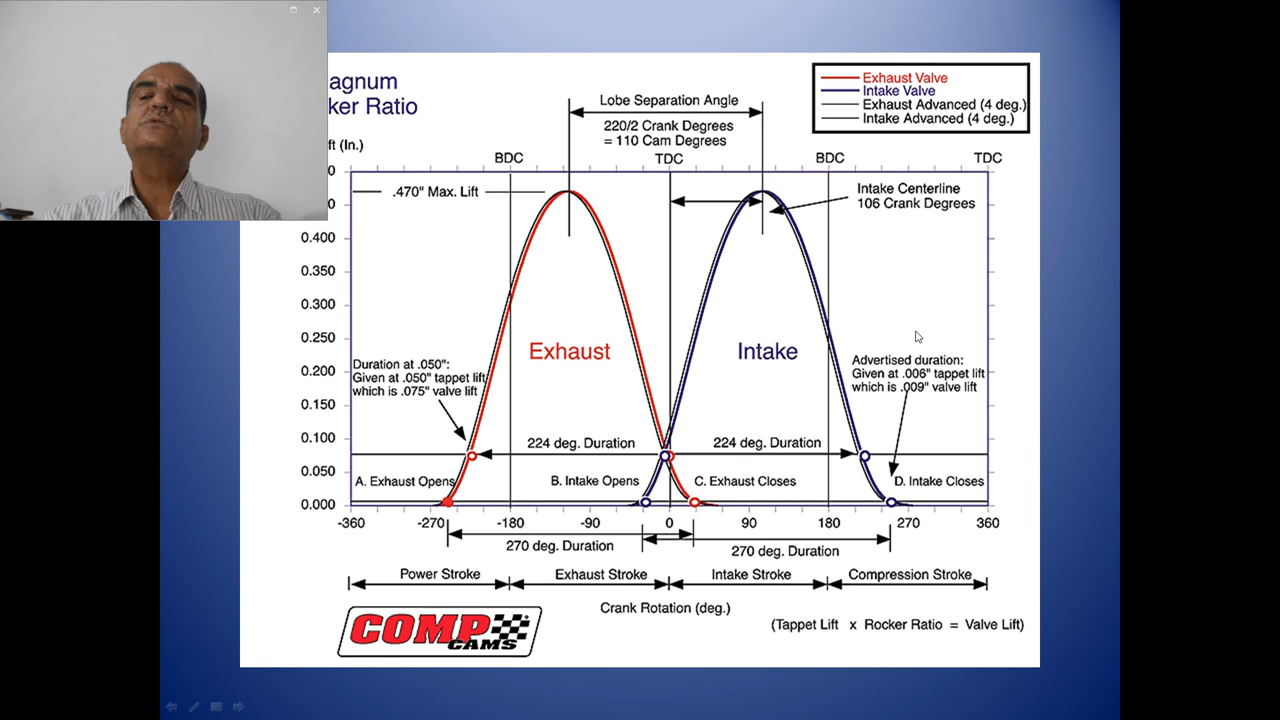 agnum
ker Ratio
ft (In.)
Exhaust Valve
Intake Valve
Exhaust Advanced (4 deg.)
Intake Advanced (4 deg.)
Lobe Separation Angle
220/2 Crank Degrees
= 110 Cam Degrees
BDC
TDC
BDC
TDC
.470" Max. Lift
Intake Centerline
106 Crank Degrees
0
0
0.400
0.350
0.300
0.250
0.200
0.150
0.100
0.050
0.000
Exhaust
Intake
Duration at .050":
Given at .050" tappet lift
which is .075" valve lift
Advertised duration:
Given at .006" tappet lift
which is .009" valve lift
224 deg. Duration
224 deg. Duration
A. Exhaust Opens
B. Intake Opens
C. Exhaust Closes
D. Intake Closes
-360
-270
-180
-90
0
90
180
270
360
270 deg. Duration
270 deg. Duration
Power Stroke
Exhaust Stroke
Intake Stroke
Compression Stroke
Crank Rotation (deg.)
(Tappet Lift x Rocker Ratio = Valve Lift)
COMP
CAMS